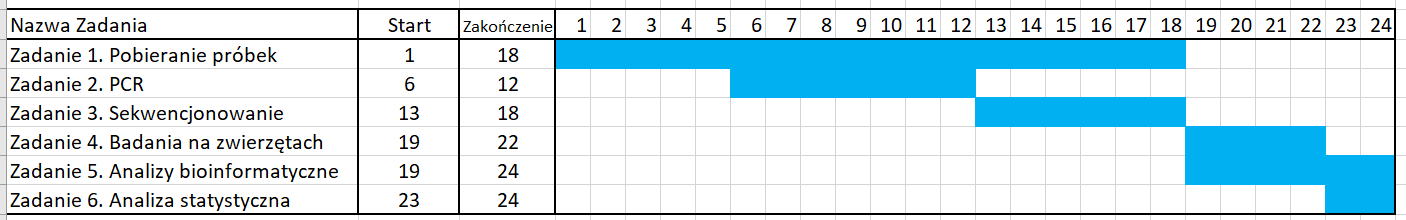 Nazwa Zadania Start Zakończenie 1 2 3 4 5 6 7 8 9 10 11 12 13 14 15 16 17 18 19 20 21 22 23 24
Zadanie 1. Pobieranie próbek 1 18
Zadanie 2. PCR 6 12
Zadanie 3. Sekwencjonowanie 13 18
Zadanie 4. Badania na zwierzętach 19 22
Zadanie 5. Analizy bioinformatyczne 19 24
Zadanie 6. Analiza statystyczna 23 24